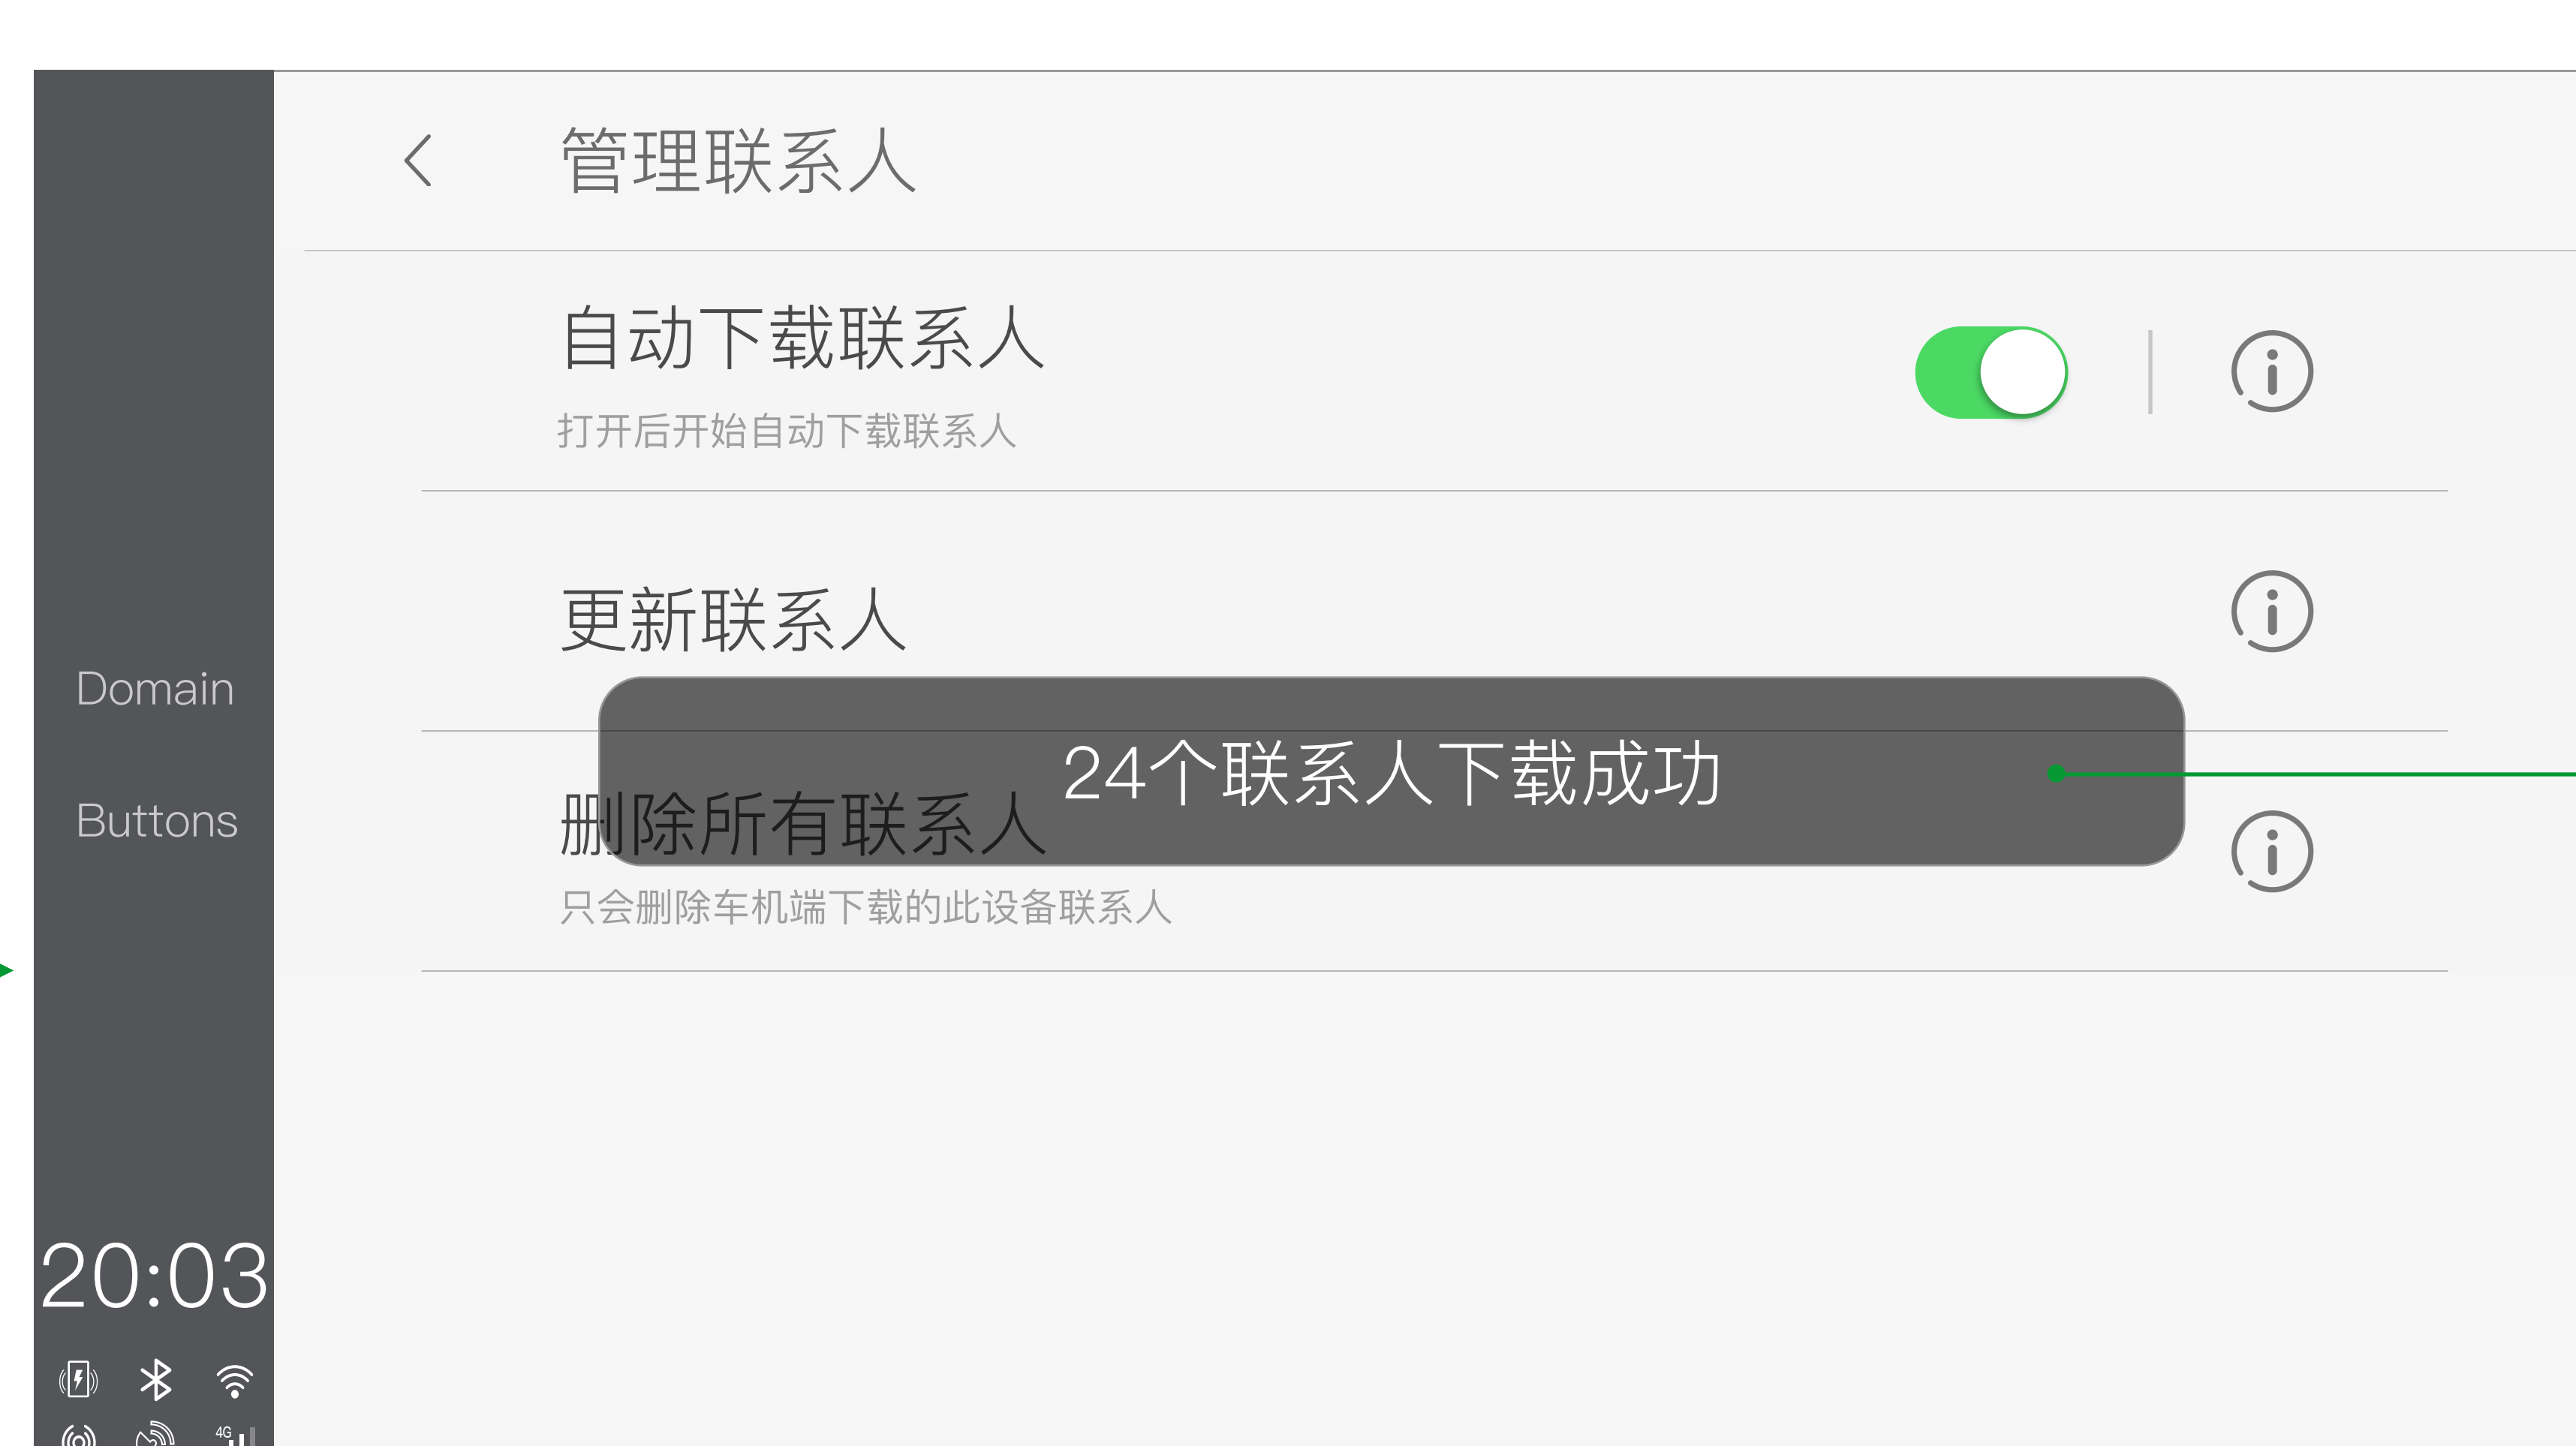 管理联系人
自动下载联系人
打开后开始自动下载联系人
更新联系人
24个联系人下载成功
删除所有联系人
只会删除车机端下载的此设备联系人
Domain
Buttons
20:03
4G